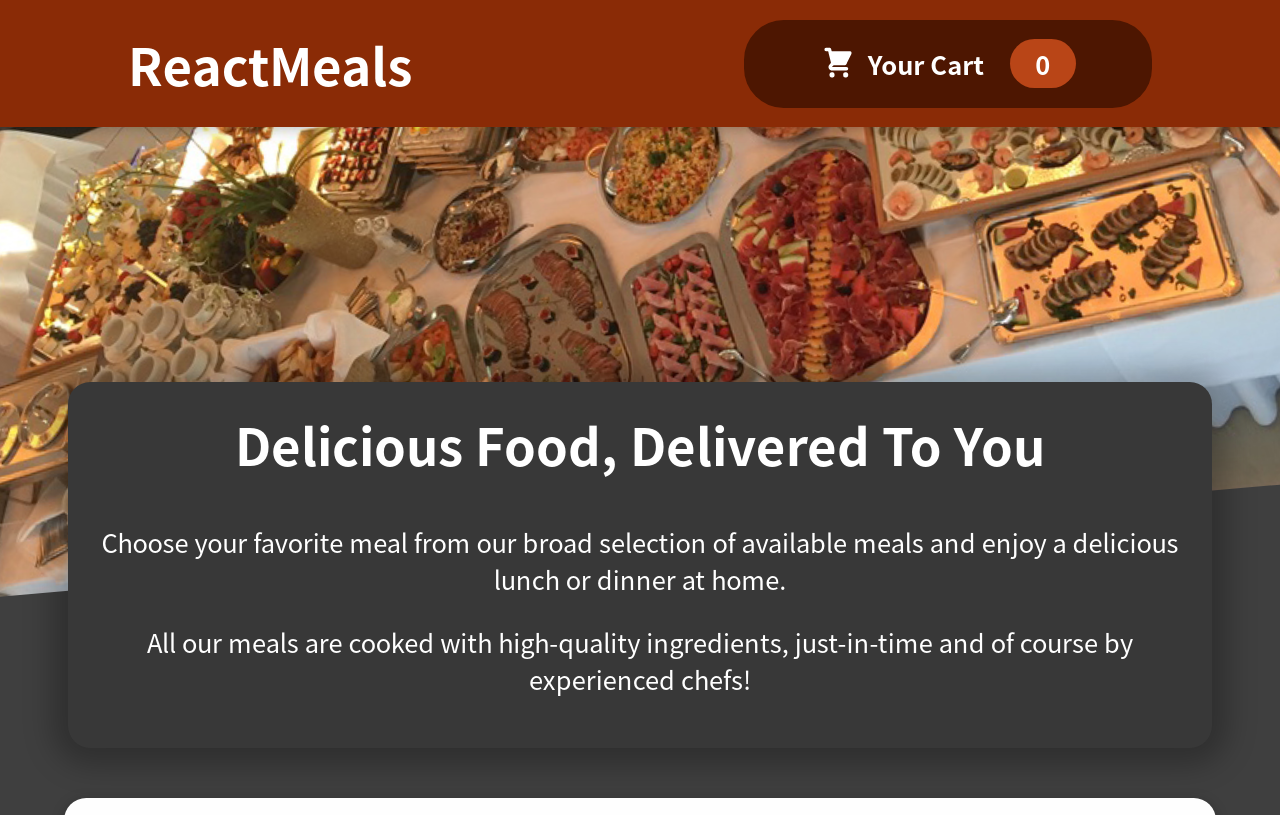 ReactMeals
Your Cart 0
Delicious Food, Delivered To You
Choose your favorite meal from our broad selection of available meals and enjoy a delicious
lunch or dinner at home.
All our meals are cooked with high-quality ingredients, just-in-time and of course by
experienced chefs!